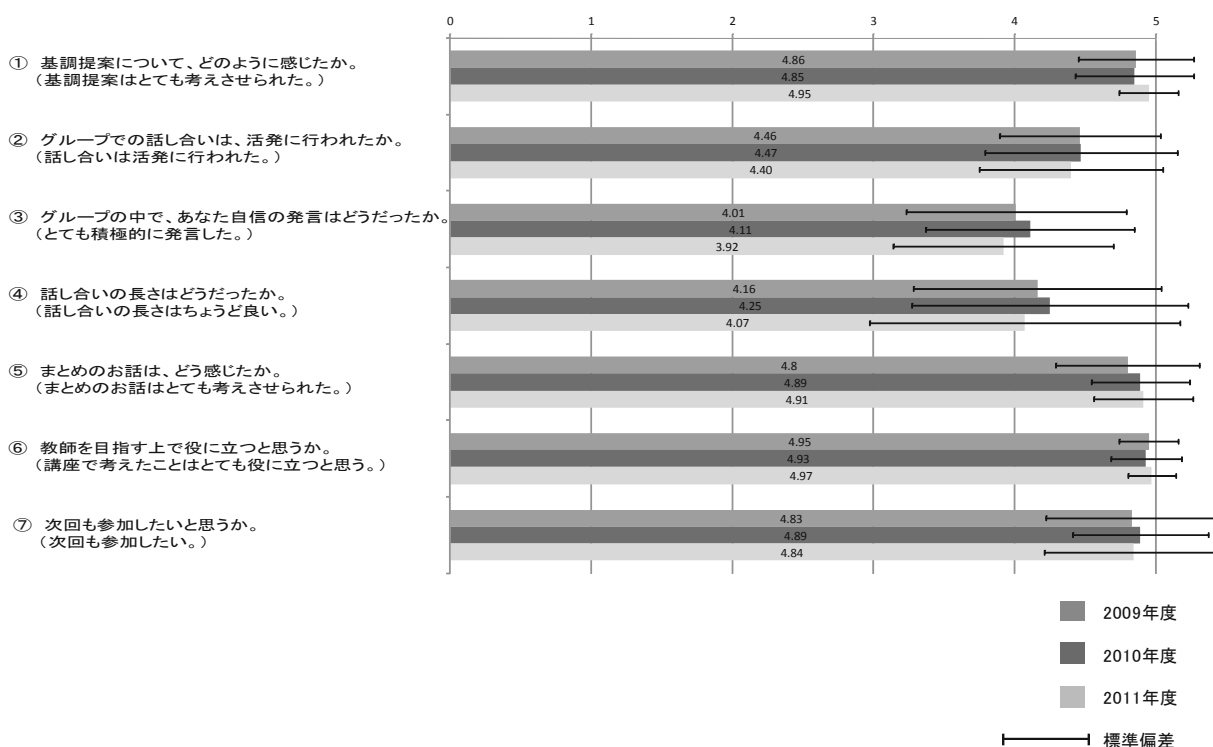 0 1 2 3 4 5
① 基調提案について、どのように感じたか。
(基調提案はとても考えさせられた。)
4.86
4.85
4.95
② グループでの話し合いは、活発に行われたか。
(話し合いは活発に行われた。)
4.46
4.47
4.40
③ グループの中で、あなた自信の発言はどうだったか。
(とても積極的に発言した。)
4.01
4.11
3.92
④ 話し合いの長さはどうだったか。
(話し合いの長さはちょうど良い。)
4.16
4.25
4.07
⑤ まとめのお話は、どう感じたか。
(まとめのお話はとても考えさせられた。)
4.8
4.89
4.91
⑥ 教師を目指す上で役に立つと思うか。
(講座で考えたことはとても役に立つと思う。)
4.95
4.93
4.97
⑦ 次回も参加したいと思うか。
(次回も参加したい。)
4.83
4.89
4.84
2009年度
2010年度
2011年度
標準偏差